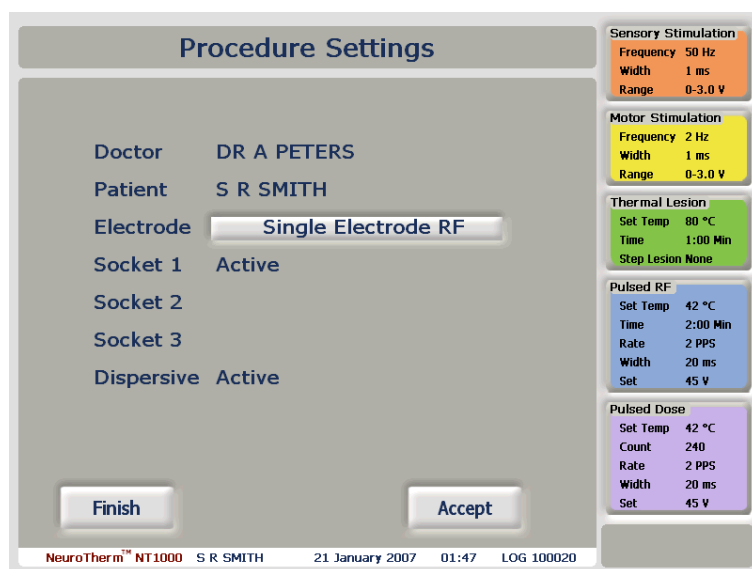 Procedure Settings
Doctor DR A PETERS
Patient S R SMITH
Electrode Single Electrode RF
Socket 1 Active
Socket 2
Socket 3
Dispersive Active
Finish Accept
NeuroTherm™ NT1000 S R SMITH 21 January 2007 01:47 LOG 100020
Sensory Stimulation
Frequency 50 Hz
Width 1 ms
Range 0-3.0 V
Motor Stimulation
Frequency 2 Hz
Width 1 ms
Range 0-3.0 V
Thermal Lesion
Set Temp 80 °C
Time 1:00 Min
Step Lesion None
Pulsed RF
Set Temp 42 °C
Time 2:00 Min
Rate 2 PPS
Width 20 ms
Set 45 V
Pulsed Dose
Set Temp 42 °C
Count 240
Rate 2 PPS
Width 20 ms
Set 45 V